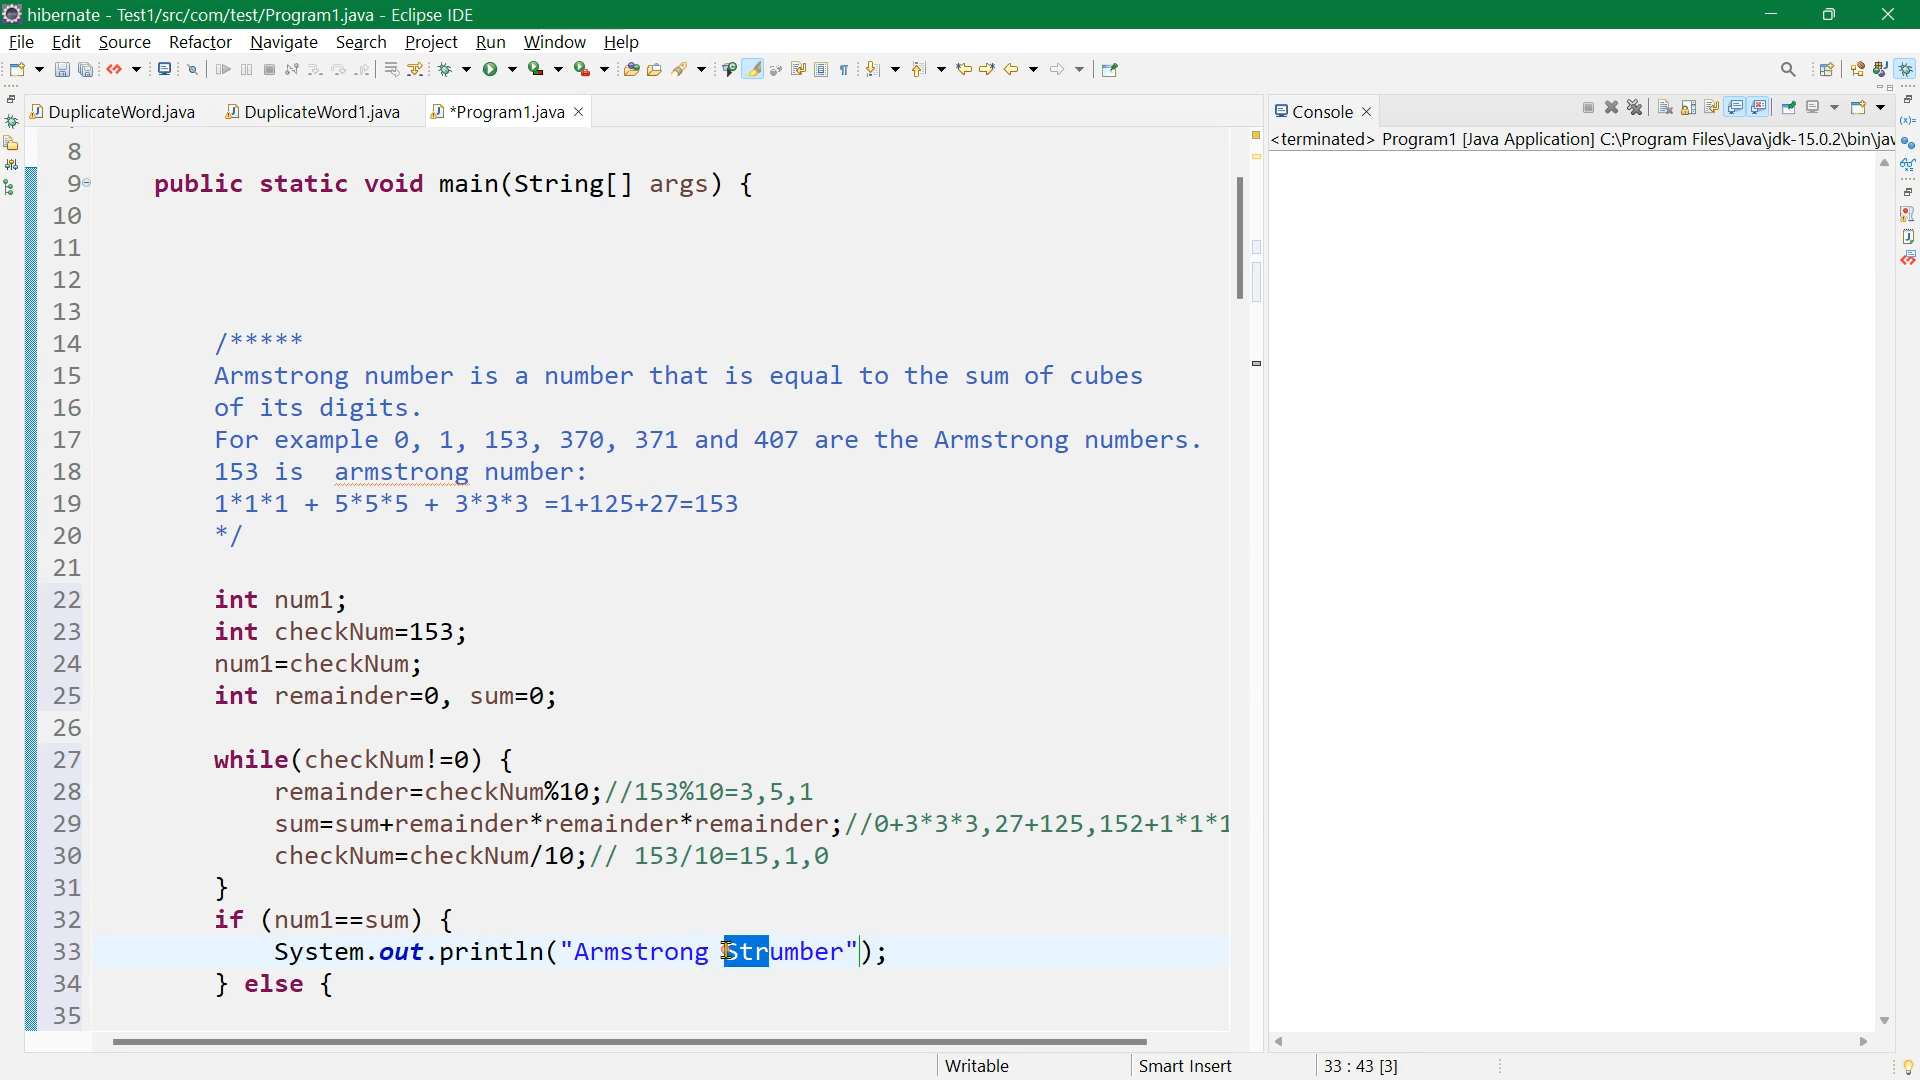 hibernate - Test1/src/com/test/Program1.java - Eclipse IDE
File Edit Source Refactor Navigate Search Project Run Window Help
DuplicateWord.java DuplicateWord1.java *Program1.java
Console
<terminated> Program1 [Java Application] C:\Program Files\Java\jdk-15.0.2\bin\jav
8
9 public static void main(String[] args) {
10
11
12
13
14 /*****
15 Armstrong number is a number that is equal to the sum of cubes
16 of its digits.
17 For example 0, 1, 153, 370, 371 and 407 are the Armstrong numbers.
18 153 is  armstrong number:
19 1*1*1 + 5*5*5 + 3*3*3 =1+125+27=153
20 */
21
22 int num1;
23 int checkNum=153;
24 num1=checkNum;
25 int remainder=0, sum=0;
26
27 while(checkNum!=0) {
28 remainder=checkNum%10;//153%10=3,5,1
29 sum=sum+remainder*remainder*remainder;//0+3*3*3,27+125,152+1*1*1
30 checkNum=checkNum/10;// 153/10=15,1,0
31 }
32 if (num1==sum) {
33 System.out.println("Armstrong Strumber");
34 } else {
35
Writable Smart Insert 33 : 43 [3]